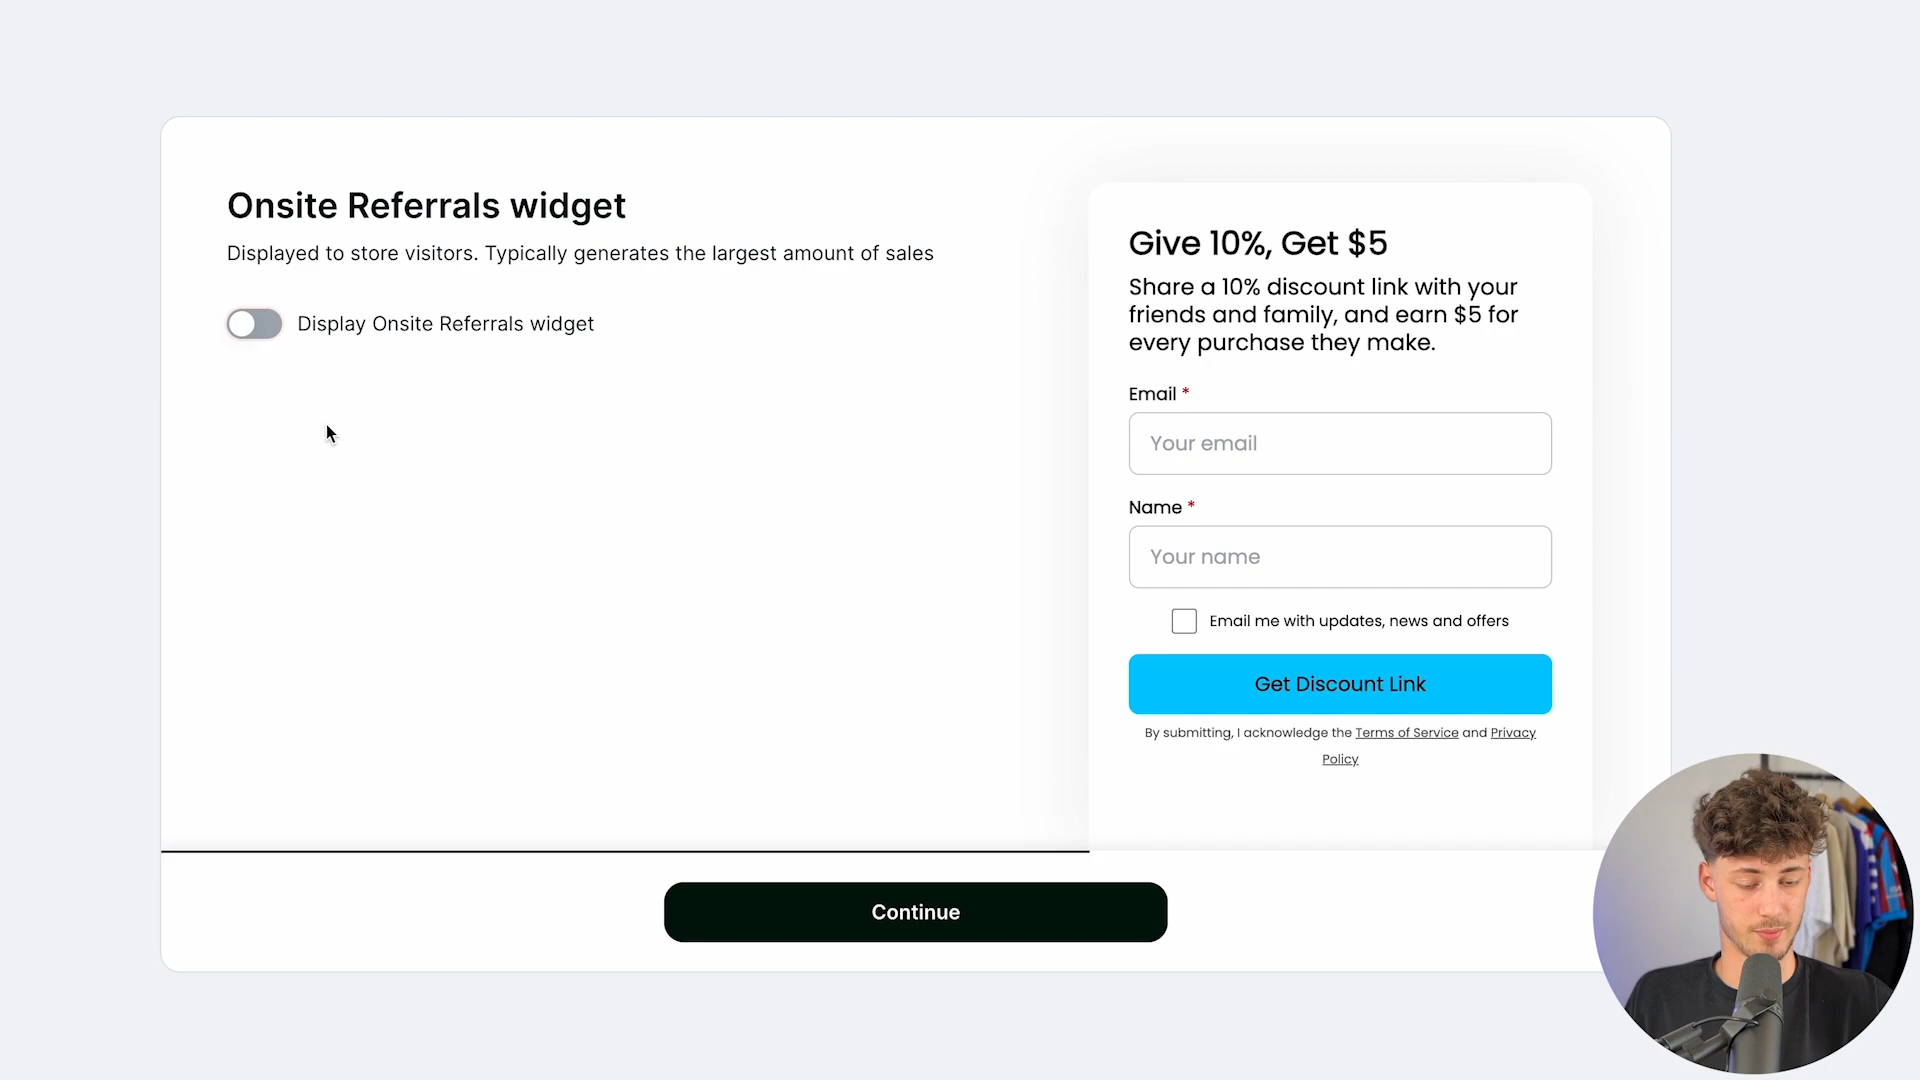 Onsite Referrals widget
Displayed to store visitors. Typically generates the largest amount of sales
Display Onsite Referrals widget
Give 10%, Get $5
Share a 10% discount link with your
friends and family, and earn $5 for
every purchase they make.
Email *
Your email
Name *
Your name
Email me with updates, news and offers
Get Discount Link
By submitting, I acknowledge the Terms of Service and Privacy
Policy
Continue